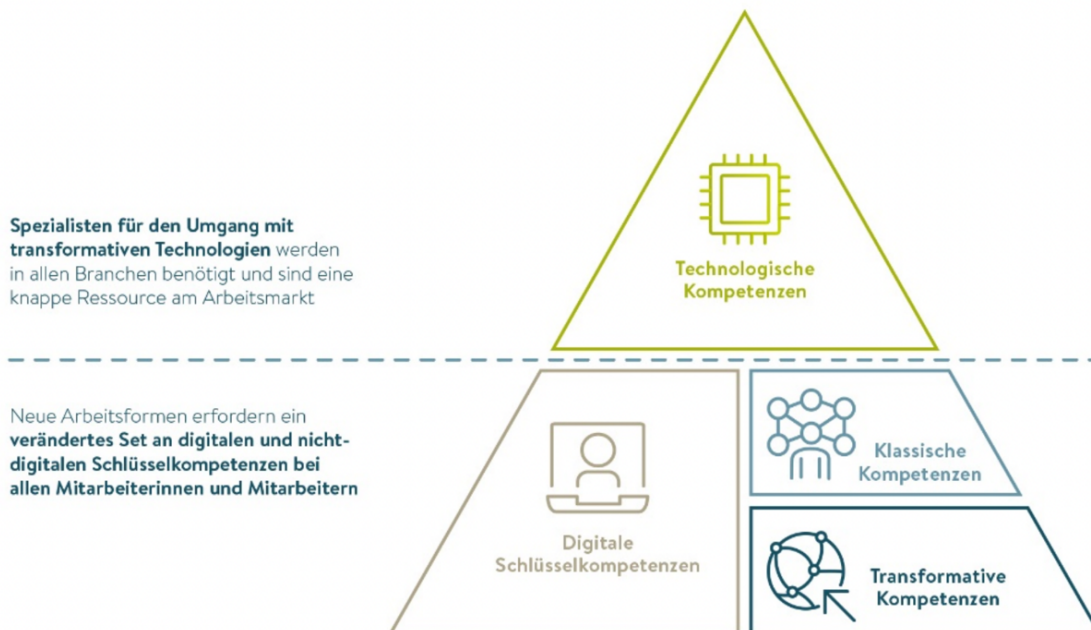 Spezialisten für den Umgang mit
transformativen Technologien werden
in allen Branchen benötigt und sind eine
knappe Ressource am Arbeitsmarkt
Technologische
Kompetenzen
Neue Arbeitsformen erfordern ein
verändertes Set an digitalen und nicht-
digitalen Schlüsselkompetenzen bei
allen Mitarbeiterinnen und Mitarbeitern
Digitale
Schlüsselkompetenzen
Klassische
Kompetenzen
Transformative
Kompetenzen